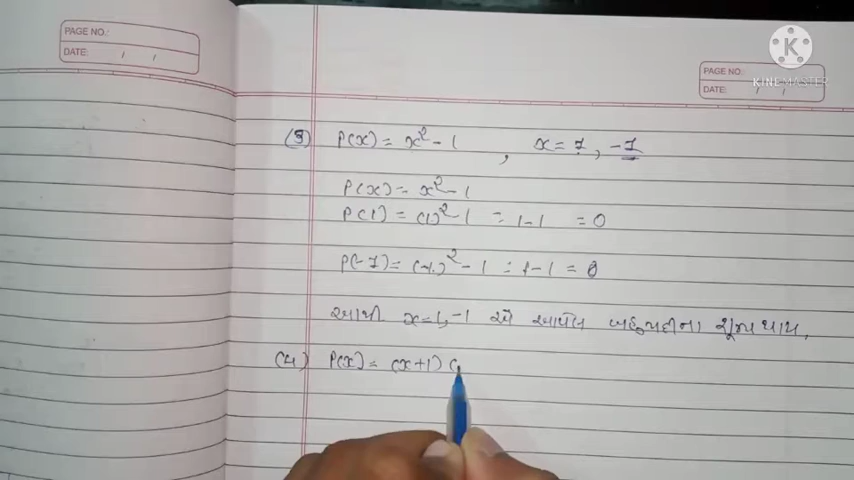 PAGE NO.
DATE: / /
K
KINEMASTER
PAGE NO.
DATE: / /
(3) P(x) = x² - 1 , x = 1, -1
P(x) = x² - 1
P(1) = (1)² - 1 = 1-1 = 0
P(-1) = (-1)² - 1 = 1-1 = 0
આથી x = 1, -1 એ આપેલ બહુપદીના શૂન્ય થાય.
(૫) P(x) = (x+1) (